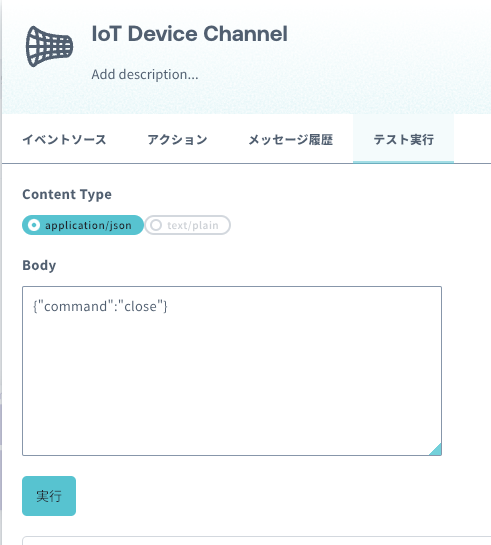 IoT Device Channel
Add description...
イベントソース アクション メッセージ履歴 テスト実行
Content Type
application/json text/plain
Body
{"command":"close"}
実行